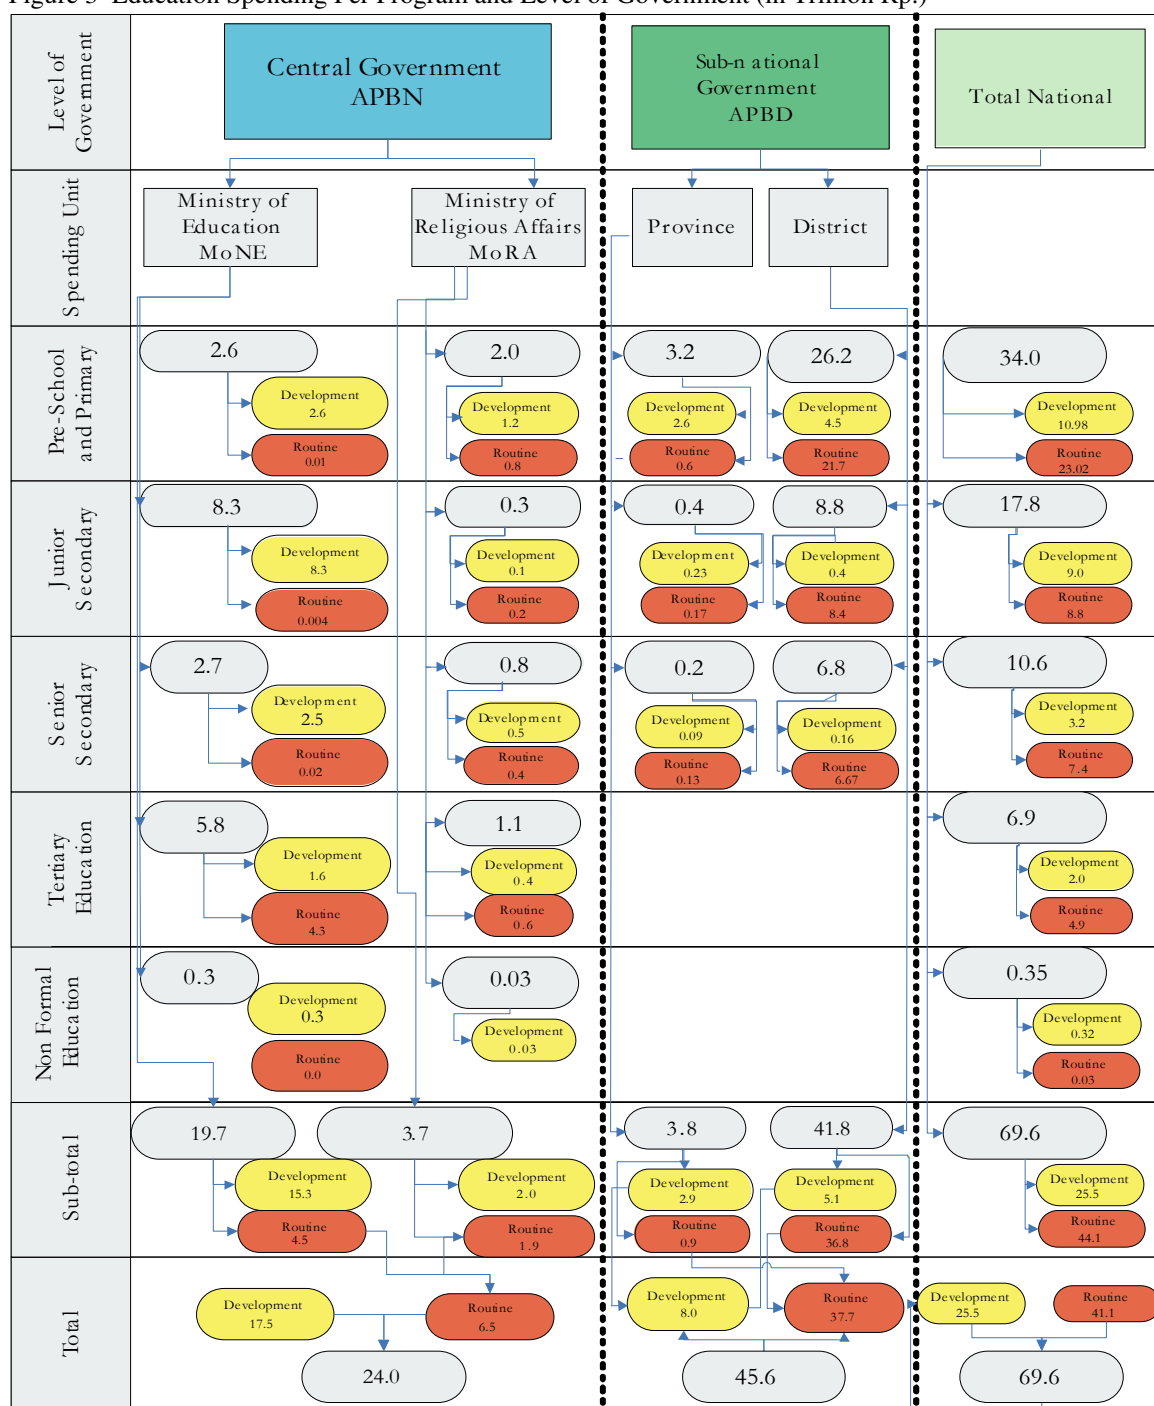 Figure 3 Education Spending Per Program and Level of Government (in Trillion Rp.)
Level of
Government
Central Government
APBN
Sub-n ational
Government
APBD
Total National
Spending Unit
Ministry of
Education
MoNE
Ministry of
Religious Affairs
MoRA
Province
District
Pre-School
and Primary
2.6
Development
2.6
Routine
0.01
2.0
Development
1.2
Routine
0.8
3.2
Development
2.6
Routine
0.6
26.2
Development
4.5
Routine
21.7
34.0
Development
10.98
Routine
23.02
Junior
Secondary
8.3
Development
8.3
Routine
0.004
0.3
Development
0.1
Routine
0.2
0.4
Development
0.23
Routine
0.17
8.8
Development
0.4
Routine
8.4
17.8
Development
9.0
Routine
8.8
Senior
Secondary
2.7
Development
2.5
Routine
0.02
0.8
Development
0.5
Routine
0.4
0.2
Development
0.09
Routine
0.13
6.8
Development
0.16
Routine
6.67
10.6
Development
3.2
Routine
7.4
Tertiary
Education
5.8
Development
1.6
Routine
4.3
1.1
Development
0.4
Routine
0.6
6.9
Development
2.0
Routine
4.9
Non Formal
Education
0.3
Development
0.3
Routine
0.0
0.03
Development
0.03
0.35
Development
0.32
Routine
0.03
Sub-total
19.7
Development
15.3
Routine
4.5
3.7
Development
2.0
Routine
1.9
3.8
Development
2.9
Routine
0.9
41.8
Development
5.1
Routine
36.8
69.6
Development
25.5
Routine
44.1
Total
Development
17.5
Routine
6.5
24.0
Development
8.0
Routine
37.7
45.6
Development
25.5
Routine
41.1
69.6